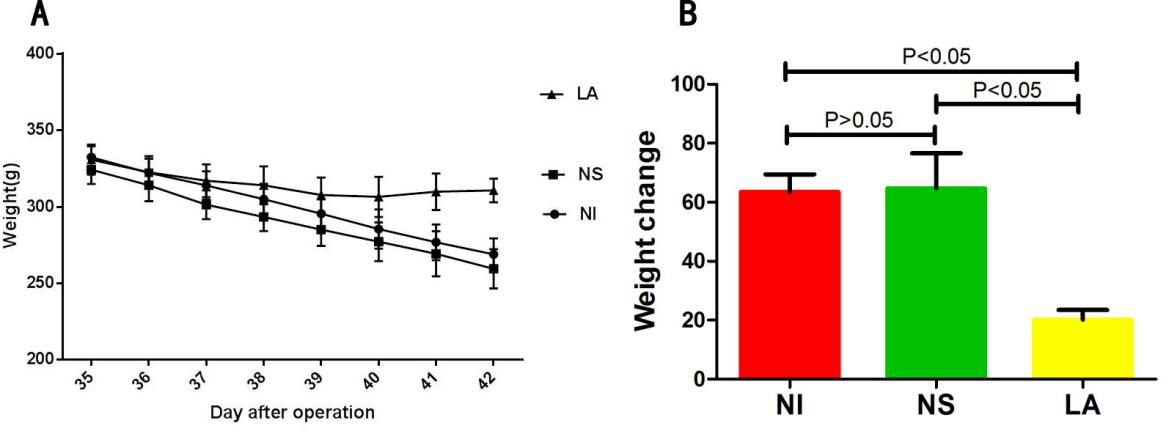 A
Weight(g)
400
350
300
250
200
35 36 37 38 39 40 41 42
Day after operation
LA
NS
NI
B
Weight change
100
80
60
40
20
0
P<0.05
P<0.05
P>0.05
NI NS LA